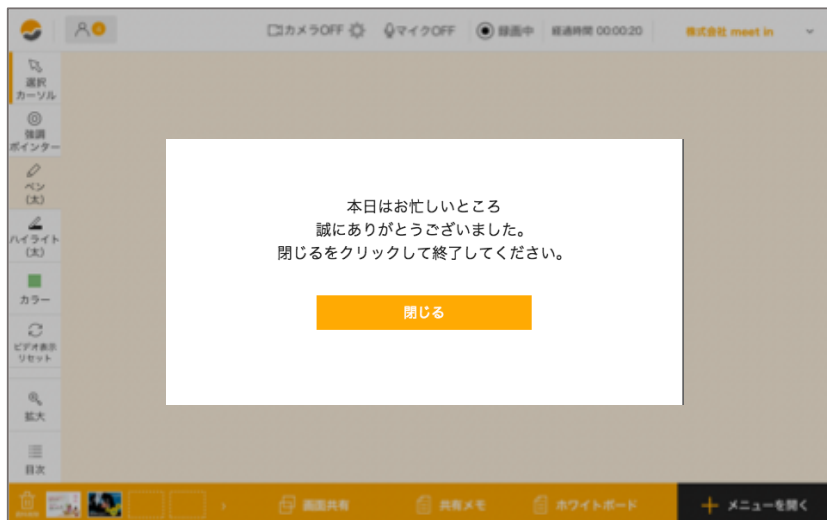 カメラOFF
マイクOFF
録画中
経過時間 00:00:20
株式会社 meet in
選択
カーソル
強調
ポインター
ペン
(太)
ハイライト
(太)
カラー
ビデオ表示
リセット
拡大
目次
本日はお忙しいところ
誠にありがとうございました。
閉じるをクリックして終了してください。
閉じる
画面共有
共有メモ
ホワイトボード
メニューを開く